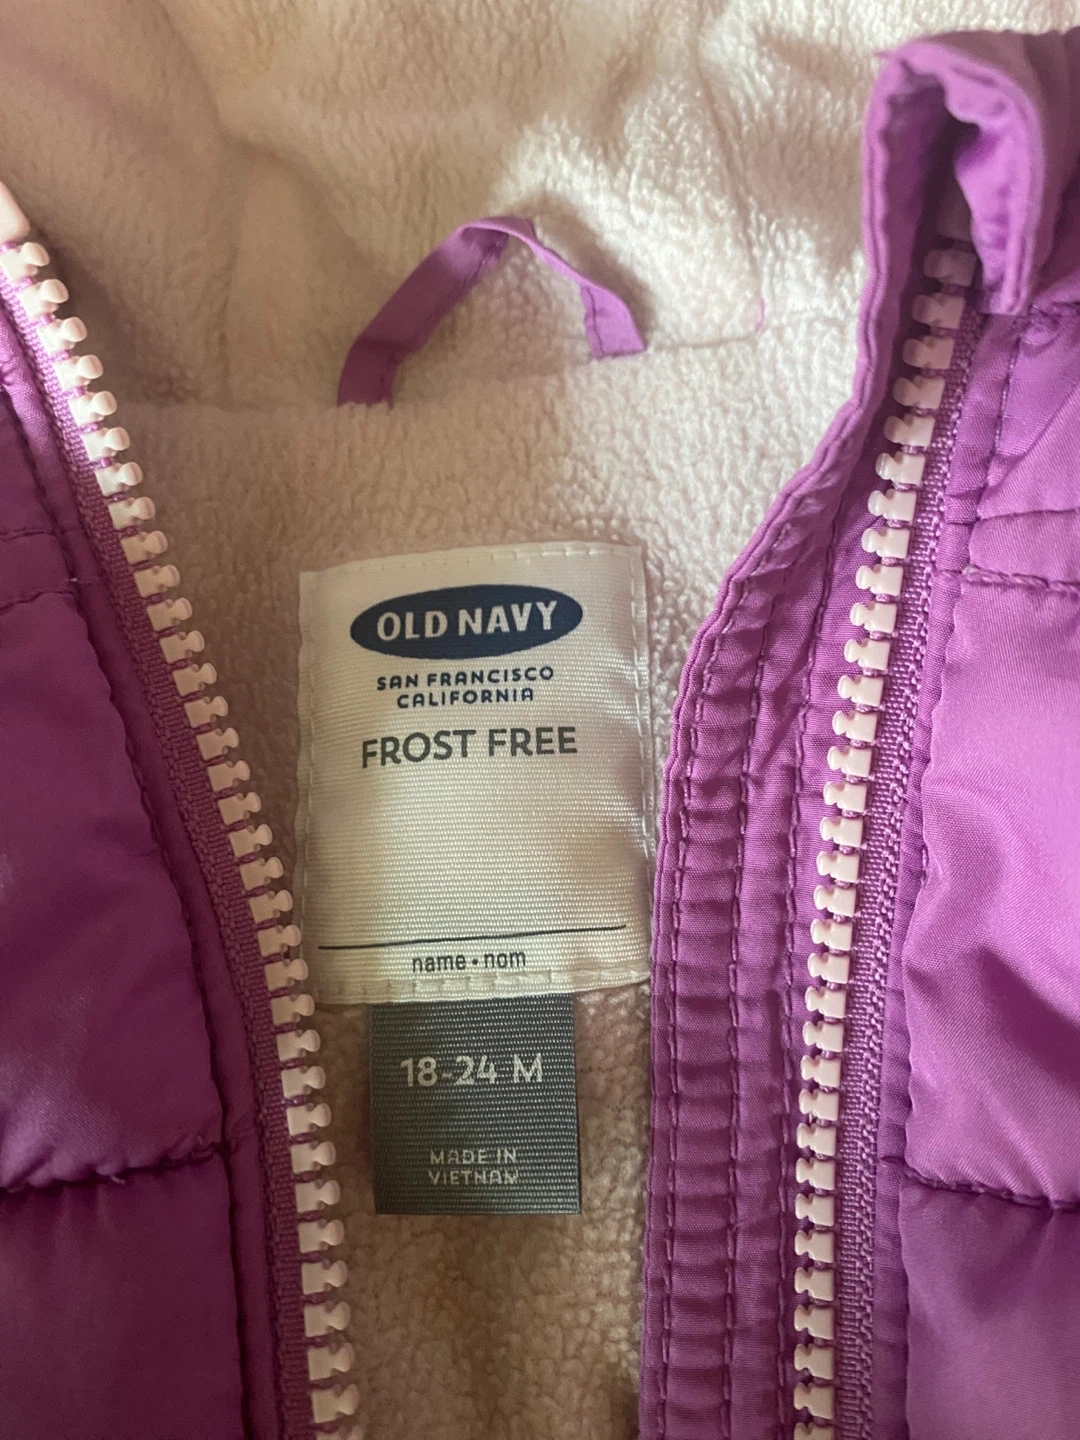 OLD NAVY
SAN FRANCISCO
CALIFORNIA
FROST FREE
name • nom
18-24 M
MADE IN
VIETNAM